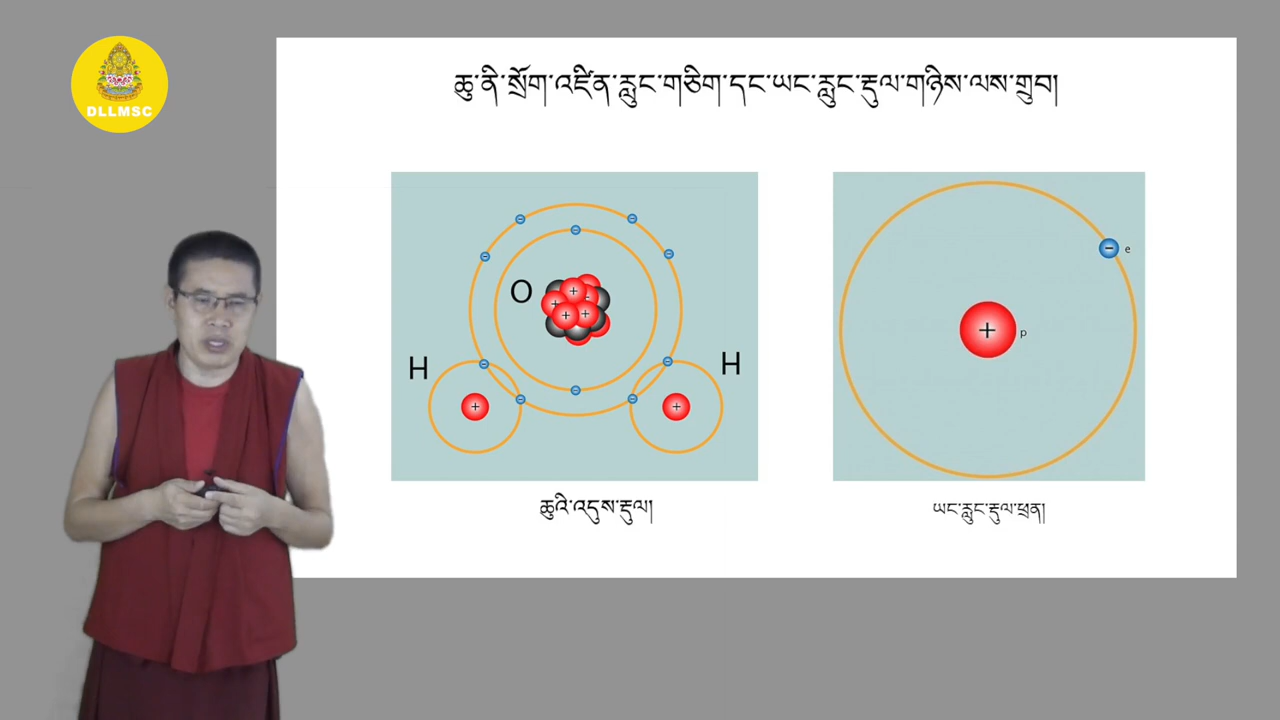 DLLMSC
ཆུ་ནི་སྲོག་འཛིན་རླུང་གཅིག་དང་ཡང་རླུང་རྡུལ་གཉིས་ལས་གྲུབ།
O
H
H
+
+
+
+
+
+
e
+ p
ཆུའི་འདུས་རྡུལ།
ཡང་རླུང་རྡུལ་ཕྲན།